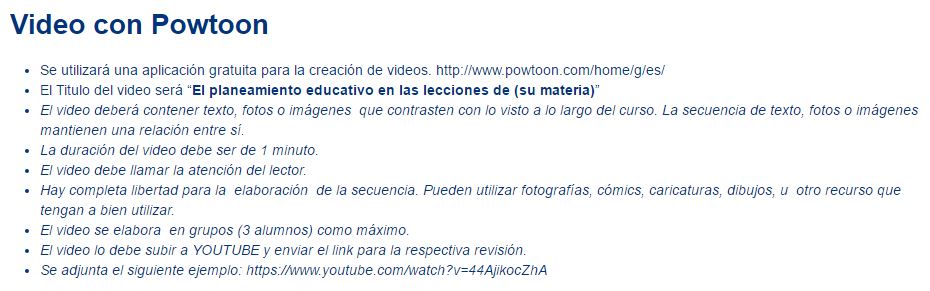 Video con Powtoon
Se utilizará una aplicación gratuita para la creación de videos. http://www.powtoon.com/home/g/es/
El Titulo del video será “El planeamiento educativo en las lecciones de (su materia)”
El video deberá contener texto, fotos o imágenes que contrasten con lo visto a lo largo del curso. La secuencia de texto, fotos o imágenes
mantienen una relación entre sí.
La duración del video debe ser de 1 minuto.
El video debe llamar la atención del lector.
Hay completa libertad para la elaboración de la secuencia. Pueden utilizar fotografías, cómics, caricaturas, dibujos, u otro recurso que
tengan a bien utilizar.
El video se elabora en grupos (3 alumnos) como máximo.
El video lo debe subir a YOUTUBE y enviar el link para la respectiva revisión.
Se adjunta el siguiente ejemplo: https://www.youtube.com/watch?v=44AjikocZhA